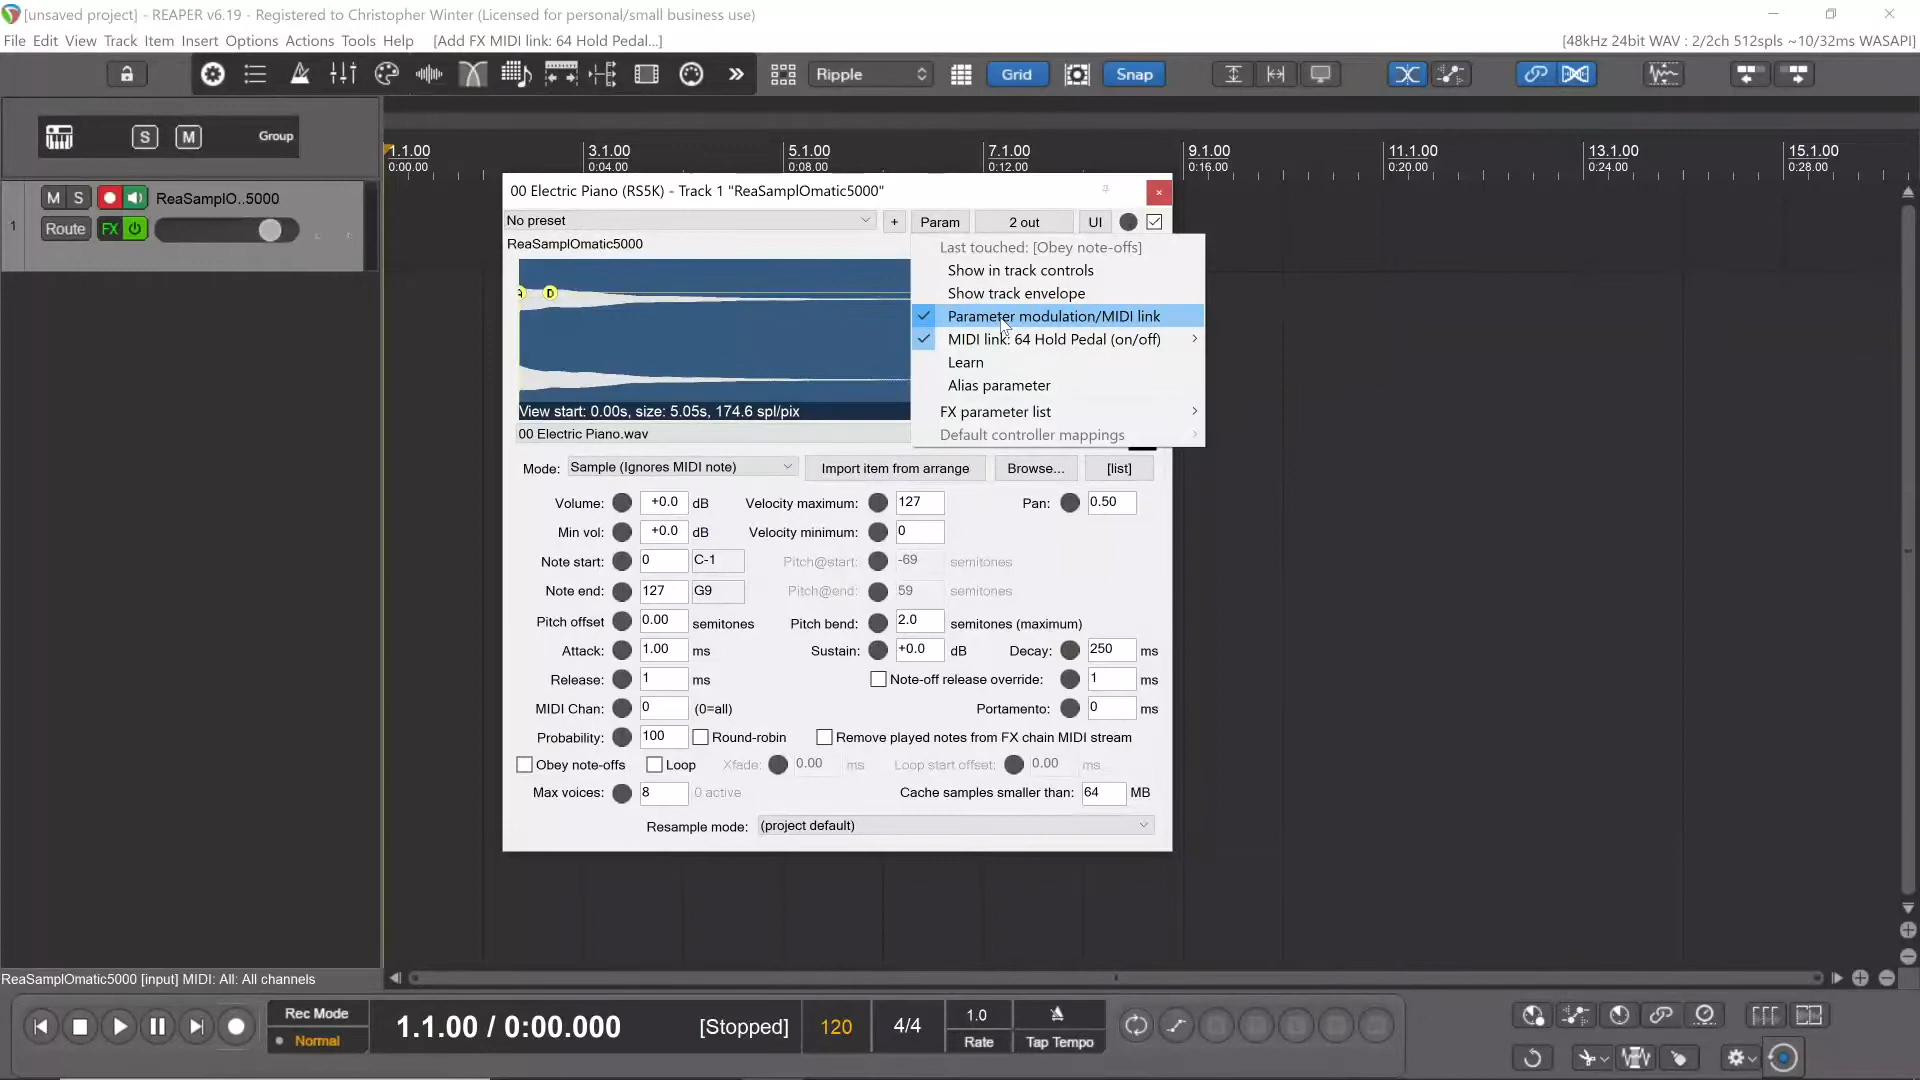 [unsaved project] - REAPER v6.19 - Registered to Christopher Winter (Licensed for personal/small business use)
File Edit View Track Item Insert Options Actions Tools Help [Add FX MIDI link: 64 Hold Pedal...] [48kHz 24bit WAV : 2/2ch 512spls ~10/32ms WASAPI]
Ripple Grid Snap
S M Group
1.1.00 3.1.00 5.1.00 7.1.00 9.1.00 11.1.00 13.1.00 15.1.00
0:00.00 0:04.00 0:08.00 0:12.00 0:16.00 0:20.00 0:24.00 0:28.00
M S ReaSamplO..5000
1 Route FX
00 Electric Piano (RS5K) - Track 1 "ReaSamplOmatic5000"
No preset + Param 2 out UI
ReaSamplOmatic5000
Last touched: [Obey note-offs]
Show in track controls
Show track envelope
Parameter modulation/MIDI link
MIDI link: 64 Hold Pedal (on/off)
Learn
Alias parameter
FX parameter list
Default controller mappings
D
View start: 0.00s, size: 5.05s, 174.6 spl/pix
00 Electric Piano.wav
Mode: Sample (Ignores MIDI note) Import item from arrange Browse... [list]
Volume: +0.0 dB Velocity maximum: 127 Pan: 0.50
Min vol: +0.0 dB Velocity minimum: 0
Note start: 0 C-1 Pitch@start: -69 semitones
Note end: 127 G9 Pitch@end: 59 semitones
Pitch offset 0.00 semitones Pitch bend: 2.0 semitones (maximum)
Attack: 1.00 ms Sustain: +0.0 dB Decay: 250 ms
Release: 1 ms Note-off release override: 1 ms
MIDI Chan: 0 (0=all) Portamento: 0 ms
Probability: 100 Round-robin Remove played notes from FX chain MIDI stream
Obey note-offs Loop Xfade: 0.00 ms Loop start offset: 0.00 ms
Max voices: 8 0 active Cache samples smaller than: 64 MB
Resample mode: (project default)
ReaSamplOmatic5000 [input] MIDI: All: All channels
Rec Mode
Normal
1.1.00 / 0:00.000 [Stopped] 120 4/4
1.0
Rate Tap Tempo